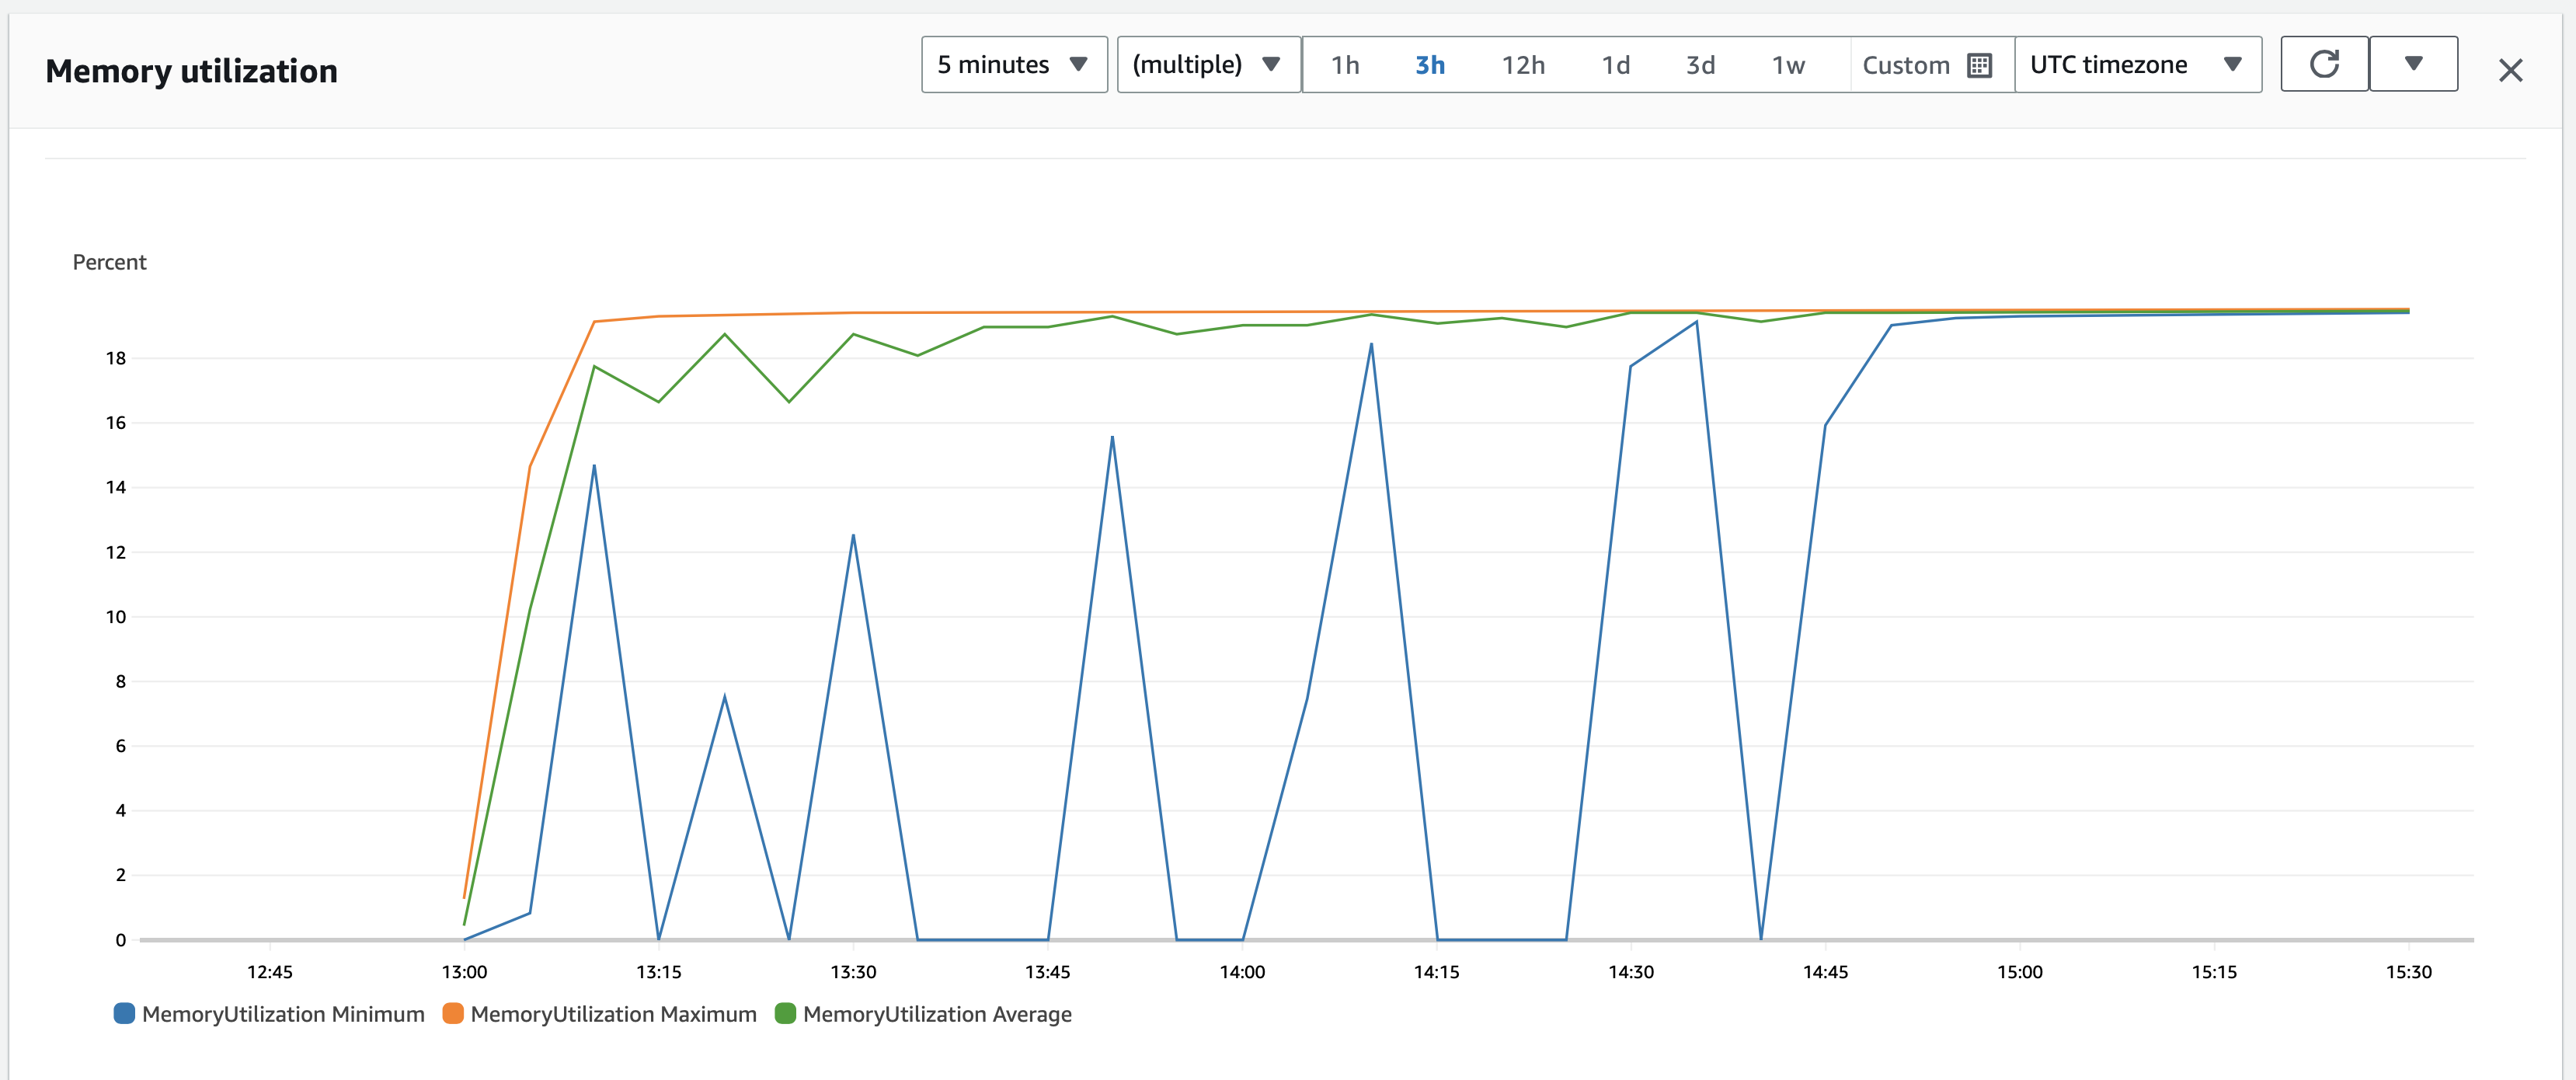 Memory utilization 5 minutes (multiple) 1h 3h 12h 1d 3d 1w Custom UTC timezone
Percent
18
16
14
12
10
8
6
4
2
0
12:45 13:00 13:15 13:30 13:45 14:00 14:15 14:30 14:45 15:00 15:15 15:30
MemoryUtilization Minimum MemoryUtilization Maximum MemoryUtilization Average